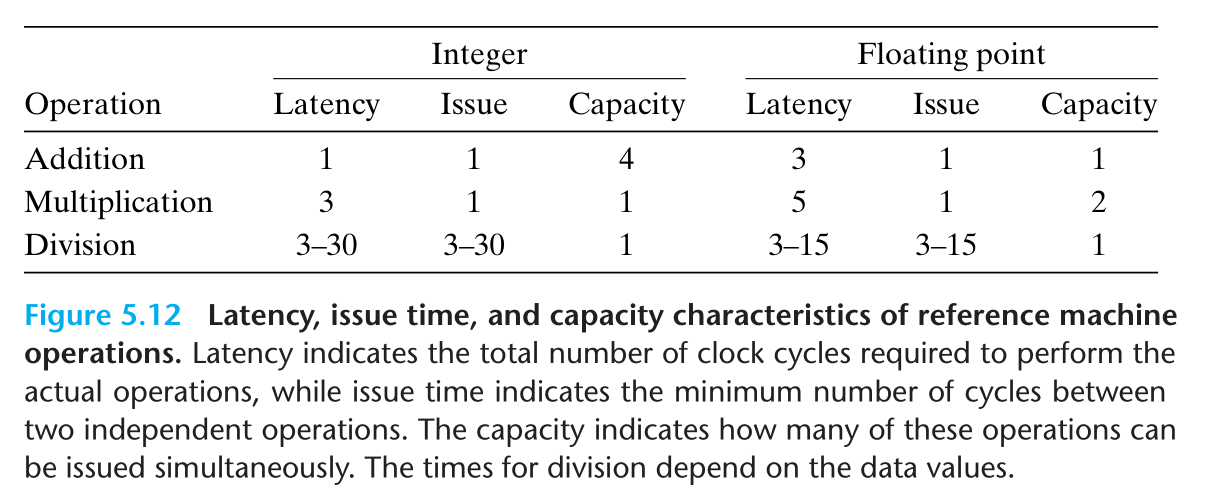 Integer Floating point
Operation Latency Issue Capacity Latency Issue Capacity
Addition 1 1 4 3 1 1
Multiplication 3 1 1 5 1 2
Division 3–30 3–30 1 3–15 3–15 1
Figure 5.12 Latency, issue time, and capacity characteristics of reference machine
operations. Latency indicates the total number of clock cycles required to perform the
actual operations, while issue time indicates the minimum number of cycles between
two independent operations. The capacity indicates how many of these operations can
be issued simultaneously. The times for division depend on the data values.